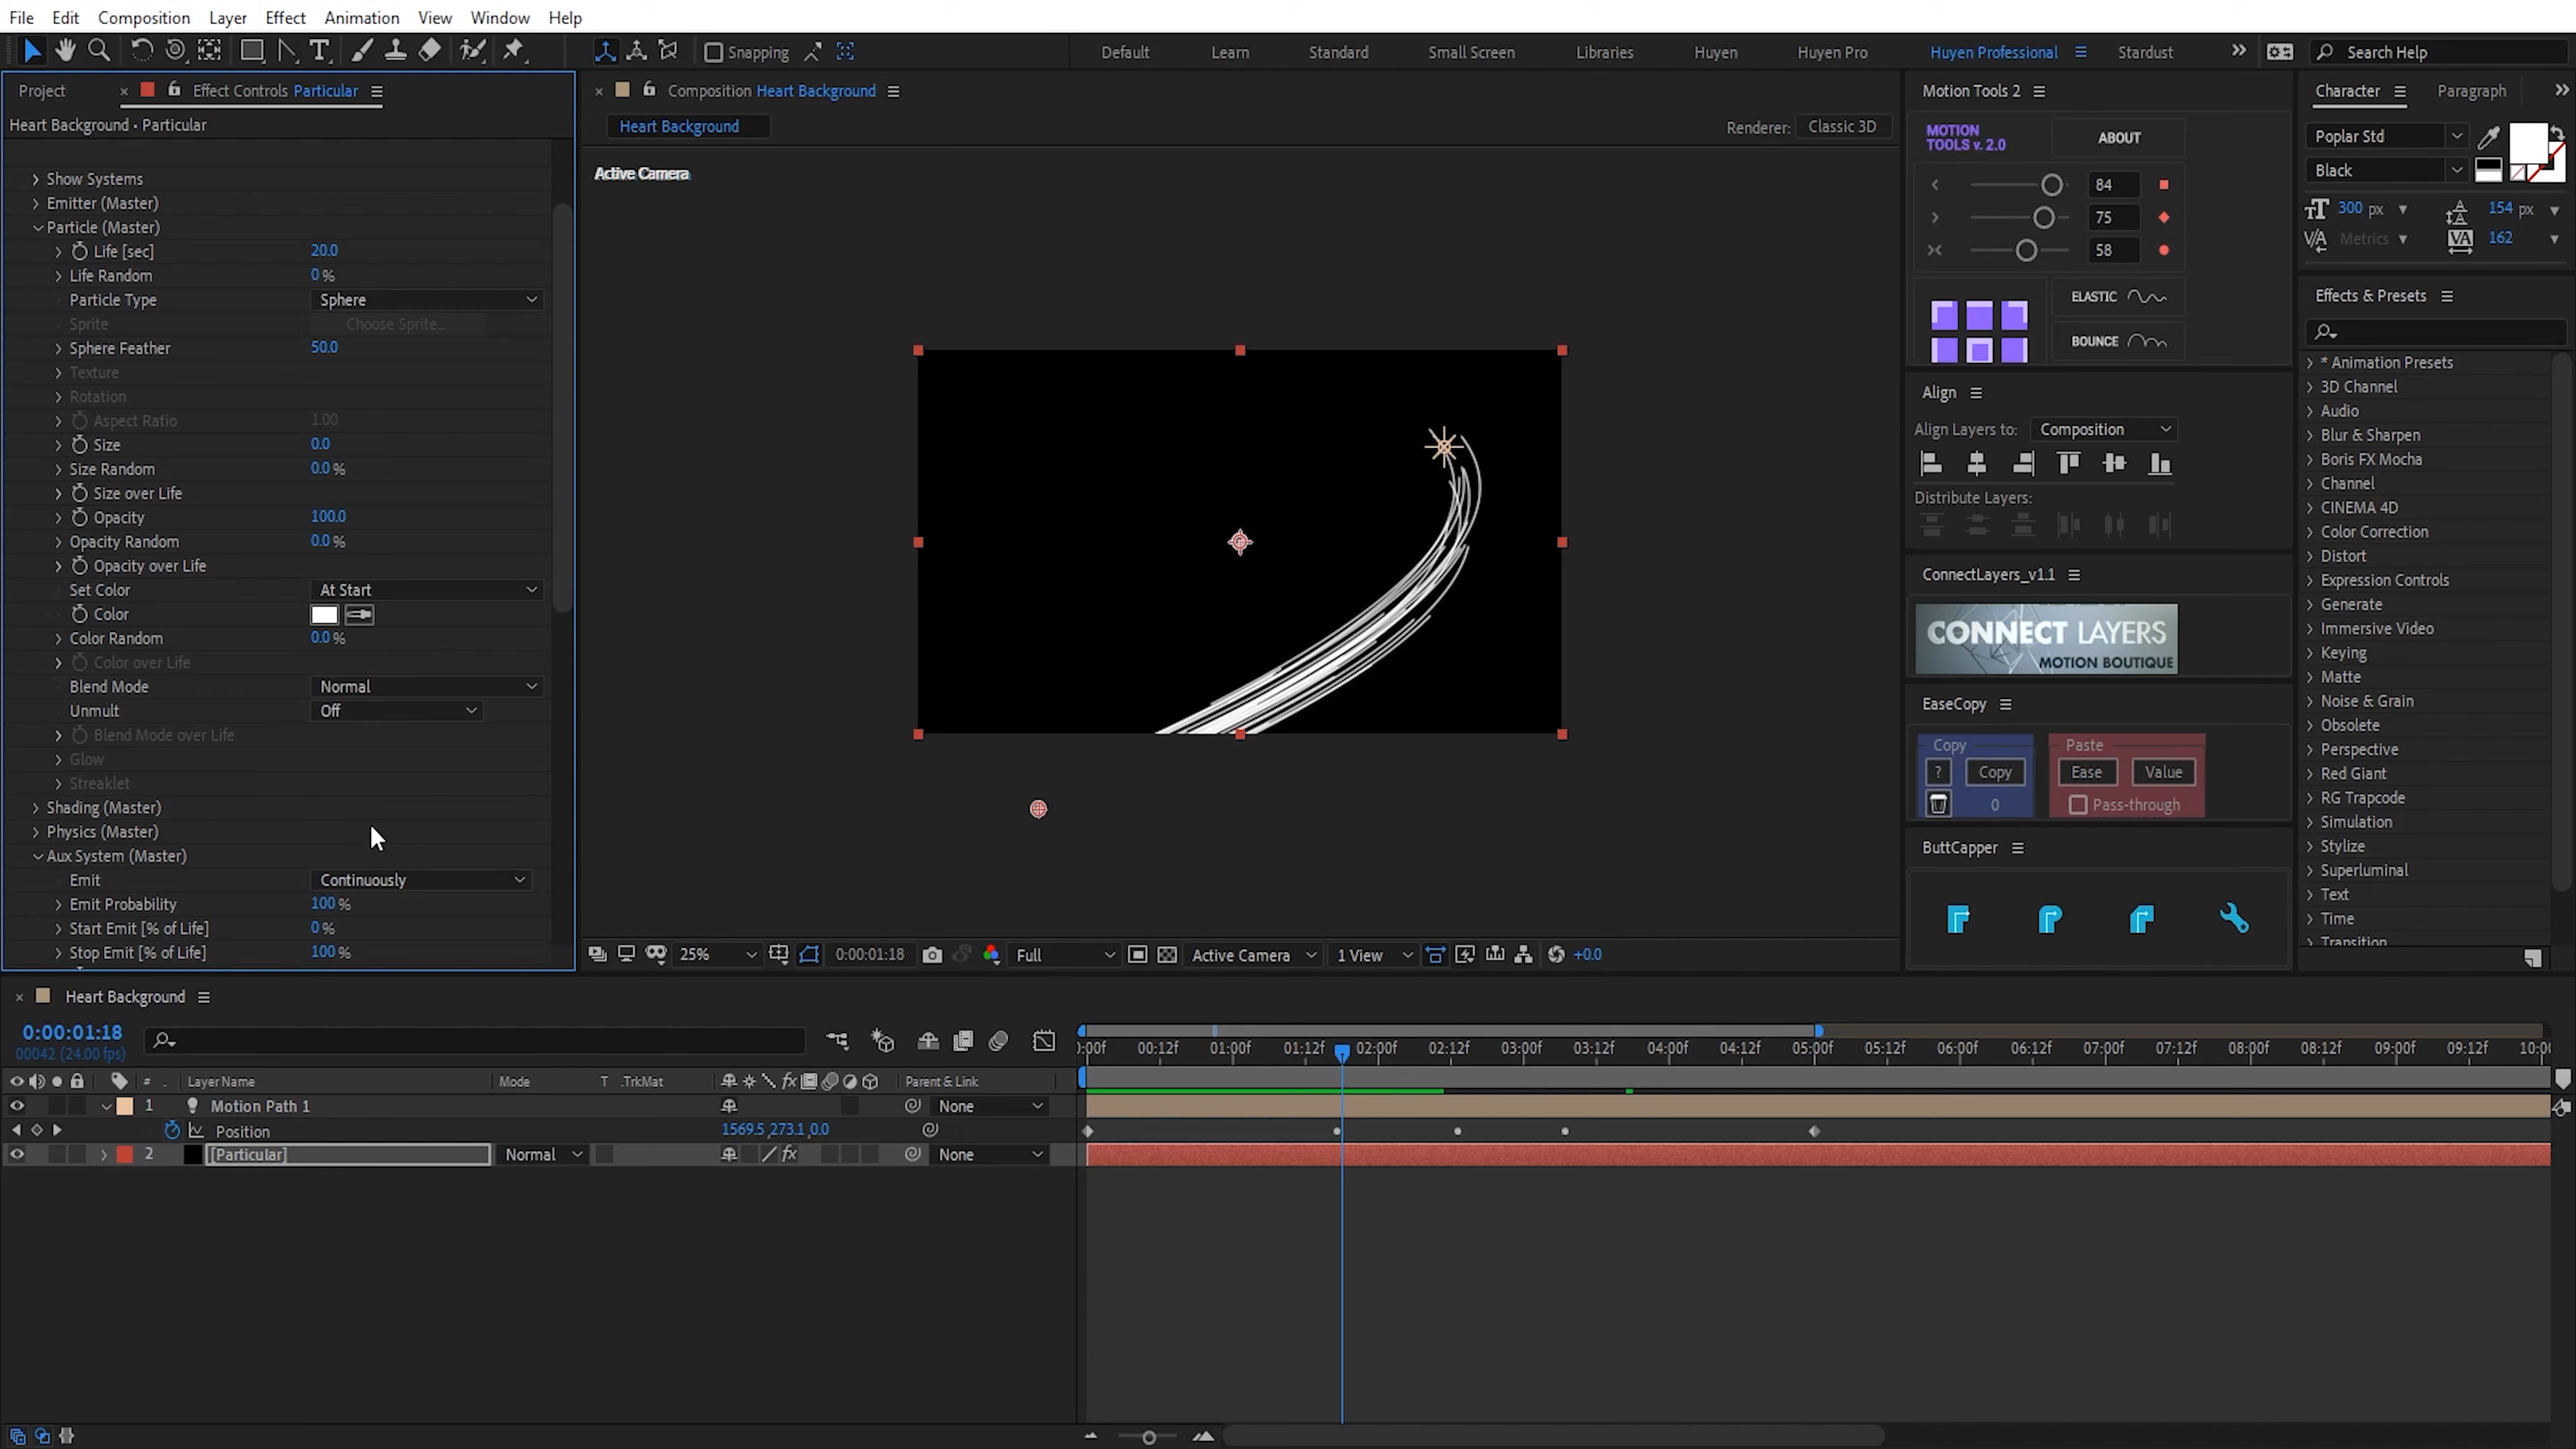 File Edit Composition Layer Effect Animation View Window Help
Snapping
Default Learn Standard Small Screen Libraries Huyen Huyen Pro Huyen Professional Stardust
Search Help
Project
Effect Controls Particular
Heart Background • Particular
Show Systems
Emitter (Master)
Particle (Master)
Life [sec] 20.0
Life Random 0 %
Particle Type Sphere
Sprite Choose Sprite...
Sphere Feather 50.0
Texture
Rotation
Aspect Ratio 1.00
Size 0.0
Size Random 0.0 %
Size over Life
Opacity 100.0
Opacity Random 0.0 %
Opacity over Life
Set Color At Start
Color
Color Random 0.0 %
Color over Life
Blend Mode Normal
Unmult Off
Blend Mode over Life
Glow
Streaklet
Shading (Master)
Physics (Master)
Aux System (Master)
Emit Continuously
Emit Probability 100 %
Start Emit [% of Life] 0 %
Stop Emit [% of Life] 100 %
Composition Heart Background
Heart Background
Renderer: Classic 3D
Active Camera
25% 0:00:01:18 Full Active Camera 1 View +0.0
Motion Tools 2
MOTION
TOOLS v. 2.0
ABOUT
84
75
58
ELASTIC
BOUNCE
Align
Align Layers to: Composition
Distribute Layers:
ConnectLayers_v1.1
CONNECT LAYERS
MOTION BOUTIQUE
EaseCopy
Copy
? Copy
0
Paste
Ease Value
Pass-through
ButtCapper
Character Paragraph
Poplar Std
Black
300 px 154 px
Metrics 162
Effects & Presets
* Animation Presets
3D Channel
Audio
Blur & Sharpen
Boris FX Mocha
Channel
CINEMA 4D
Color Correction
Distort
Expression Controls
Generate
Immersive Video
Keying
Matte
Noise & Grain
Obsolete
Perspective
Red Giant
RG Trapcode
Simulation
Stylize
Superluminal
Text
Time
Transition
Heart Background
0:00:01:18
00042 (24.00 fps)
# Layer Name Mode T .TrkMat Parent & Link
1 Motion Path 1 None
Position 1569.5,273.1,0.0
2 [Particular] Normal None
):00f 00:12f 01:00f 01:12f 02:00f 02:12f 03:00f 03:12f 04:00f 04:12f 05:00f 05:12f 06:00f 06:12f 07:00f 07:12f 08:00f 08:12f 09:00f 09:12f 10:0